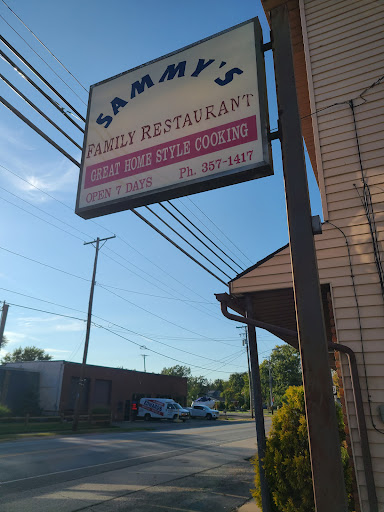 SAMMY'S
FAMILY RESTAURANT
GREAT HOME STYLE COOKING
OPEN 7 DAYS Ph. 357-1417